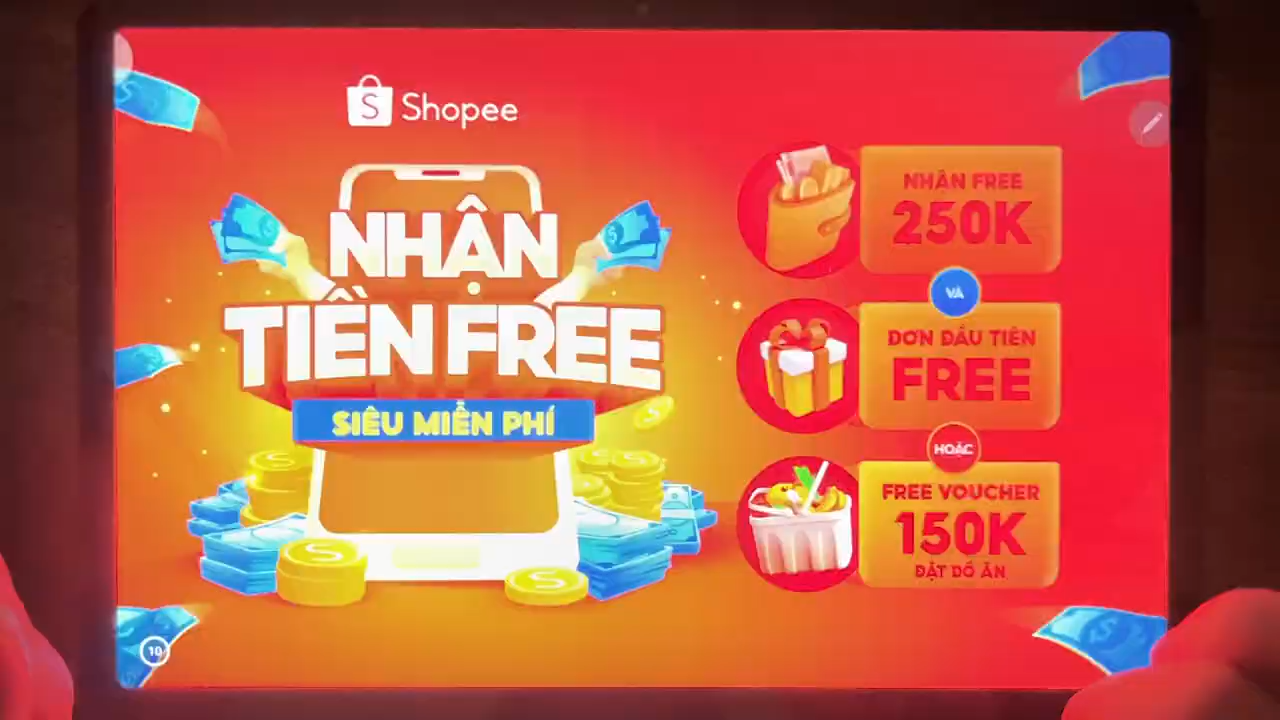 Shopee
NHẬN
TIỀN FREE
SIÊU MIỄN PHÍ
NHẬN FREE
250K
VÀ
ĐƠN ĐẦU TIÊN
FREE
HOẶC
FREE VOUCHER
150K
ĐẶT ĐỒ ĂN
10